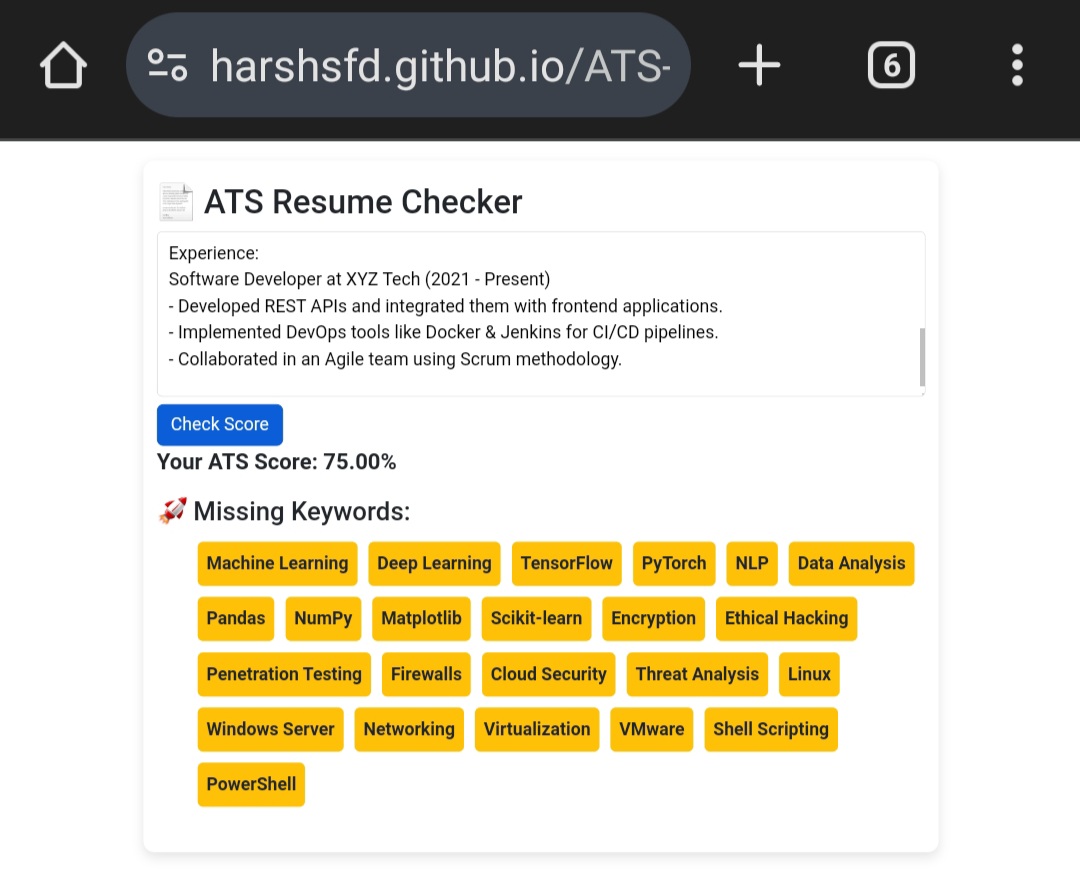 harshsfd.github.io/ATS-
6
ATS Resume Checker
Experience:
Software Developer at XYZ Tech (2021 - Present)
- Developed REST APIs and integrated them with frontend applications.
- Implemented DevOps tools like Docker & Jenkins for CI/CD pipelines.
- Collaborated in an Agile team using Scrum methodology.
Check Score
Your ATS Score: 75.00%
🚀 Missing Keywords:
Machine Learning Deep Learning TensorFlow PyTorch NLP Data Analysis
Pandas NumPy Matplotlib Scikit-learn Encryption Ethical Hacking
Penetration Testing Firewalls Cloud Security Threat Analysis Linux
Windows Server Networking Virtualization VMware Shell Scripting
PowerShell